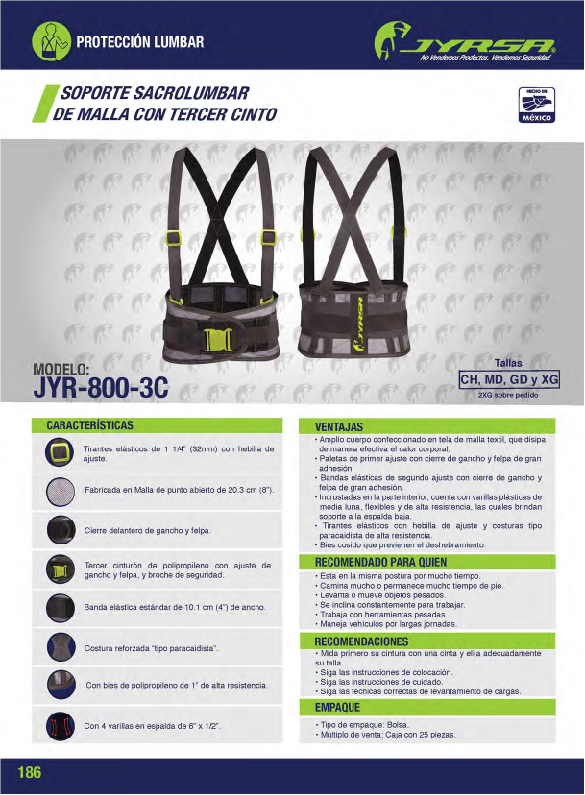 PROTECCIÓN LUMBAR
JYRSA®
No Vendemos Productos, Vendemos Seguridad
SOPORTE SACROLUMBAR
DE MALLA CON TERCER CINTO
HECHO EN
MÉXICO
JYRSA
MODELO:
JYR-800-3C
Tallas
CH, MD, GD y XG
2XG sobre pedido
CARACTERÍSTICAS
Tirantes elásticos de 1 1/4" (32mm) con hebilla de
ajuste.
Fabricada en Malla de punto abierto de 20.3 cm (8").
Cierre delantero de gancho y felpa.
Tercer cinturón de polipropileno con ajuste de
gancho y felpa, y broche de seguridad.
Banda elástica estándar de 10.1 cm (4") de ancho.
Costura reforzada "tipo paracaidista".
Con bies de polipropileno de 1" de alta resistencia.
Con 4 varillas en espalda de 6" x 1/2".
VENTAJAS
• Amplio cuerpo confeccionado en tela de malla textil, que disipa
de manera efectiva el calor corporal.
• Paletas de primer ajuste con cierre de gancho y felpa de gran
adhesión
• Bandas elásticas de segundo ajuste con cierre de gancho y
felpa de gran achesión.
• Incrustadas en la parte interior, cuenta con varillas plásticas de
media luna, flexibles y de alta resistencia, las cuales brindan
soporte a la espalda baja.
• Tirantes elásticos con hebilla de ajuste y costuras tipo
paracaidista de alta resistencia.
• Bies cosido que previenen el deshebramiento.
RECOMENDADO PARA QUIEN
• Esta en la misma postura por mucho tiempo.
• Camina mucho o permanece mucho tiempo de pie.
• Levanta o mueve objetos pesados.
• Se inclina constantemente para trabajar.
• Trabaja con herramientas pesadas.
• Maneja vehículos por largas jornadas.
RECOMENDACIONES
• Mida primero su cintura con una cinta y elija adecuadamente
su talla.
• Siga las instrucciones de colocación.
• Siga las instrucciones de cuidado.
• Siga las técnicas correctas de levantamiento de cargas.
EMPAQUE
• Tipo de empaque: Bolsa.
• Múltiplo de venta: Caja con 25 piezas.
186